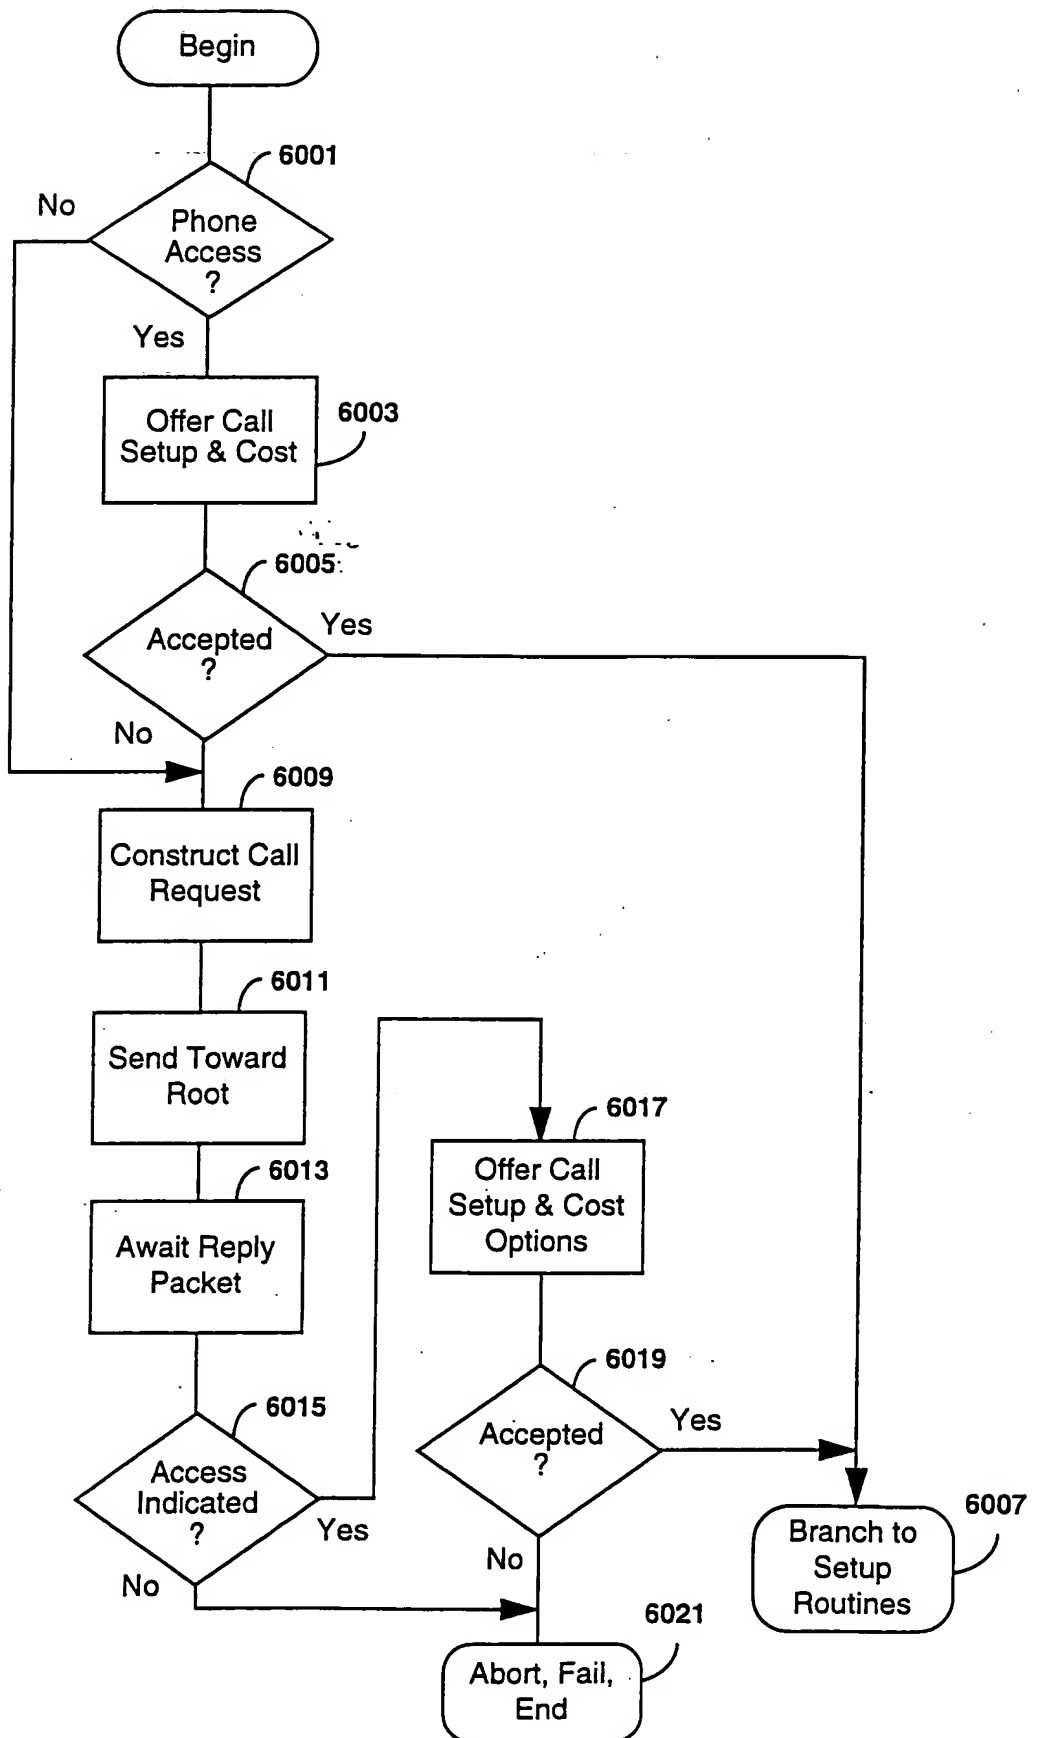 Begin
6001
No
Phone
Access
?
Yes
Offer Call
Setup & Cost
6003
6005
Accepted
?
Yes
No
6009
Construct Call
Request
6011
Send Toward
Root
6013
Await Reply
Packet
6015
Access
Indicated
?
Yes
No
6017
Offer Call
Setup & Cost
Options
6019
Accepted
?
Yes
No
6007
Branch to
Setup
Routines
6021
Abort, Fail,
End